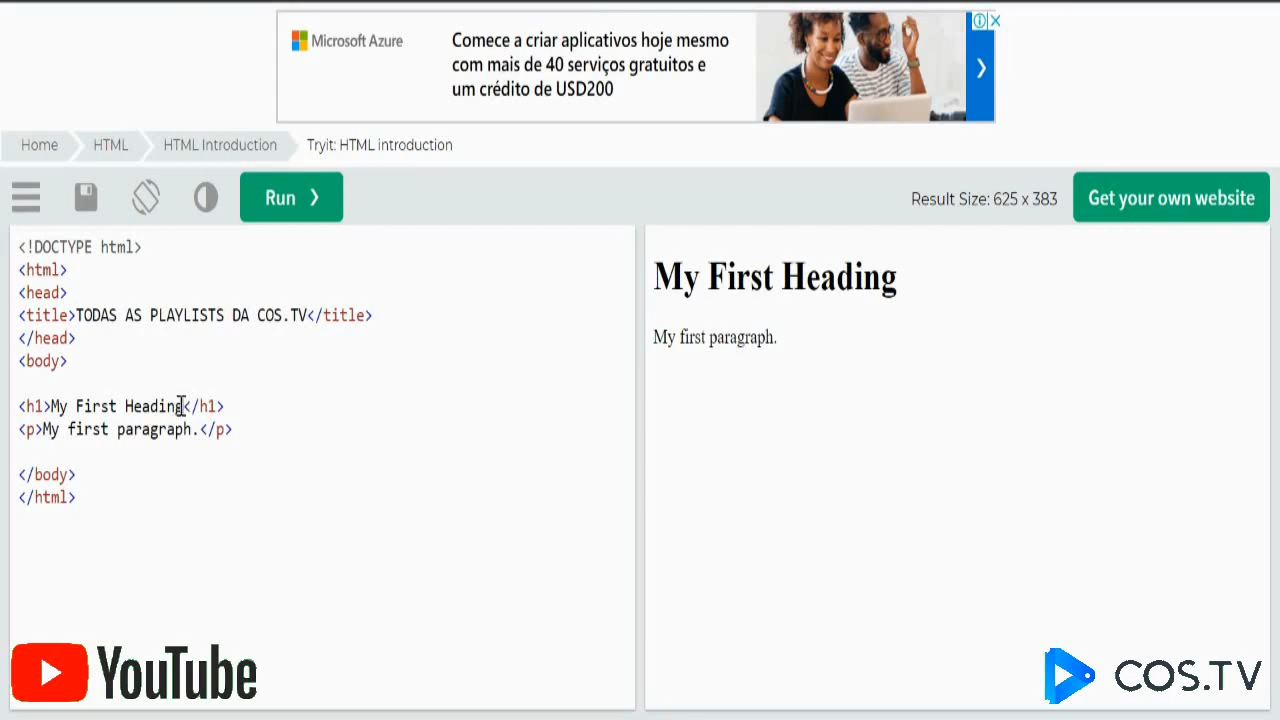 Microsoft Azure
Comece a criar aplicativos hoje mesmo
com mais de 40 serviços gratuitos e
um crédito de USD200
Home
HTML
HTML Introduction
Tryit: HTML introduction
Run ❯
Result Size: 625 x 383
Get your own website
<!DOCTYPE html>
<html>
<head>
<title>TODAS AS PLAYLISTS DA COS.TV</title>
</head>
<body>
<h1>My First Heading</h1>
<p>My first paragraph.</p>
</body>
</html>
My First Heading
My first paragraph.
YouTube
COS.TV